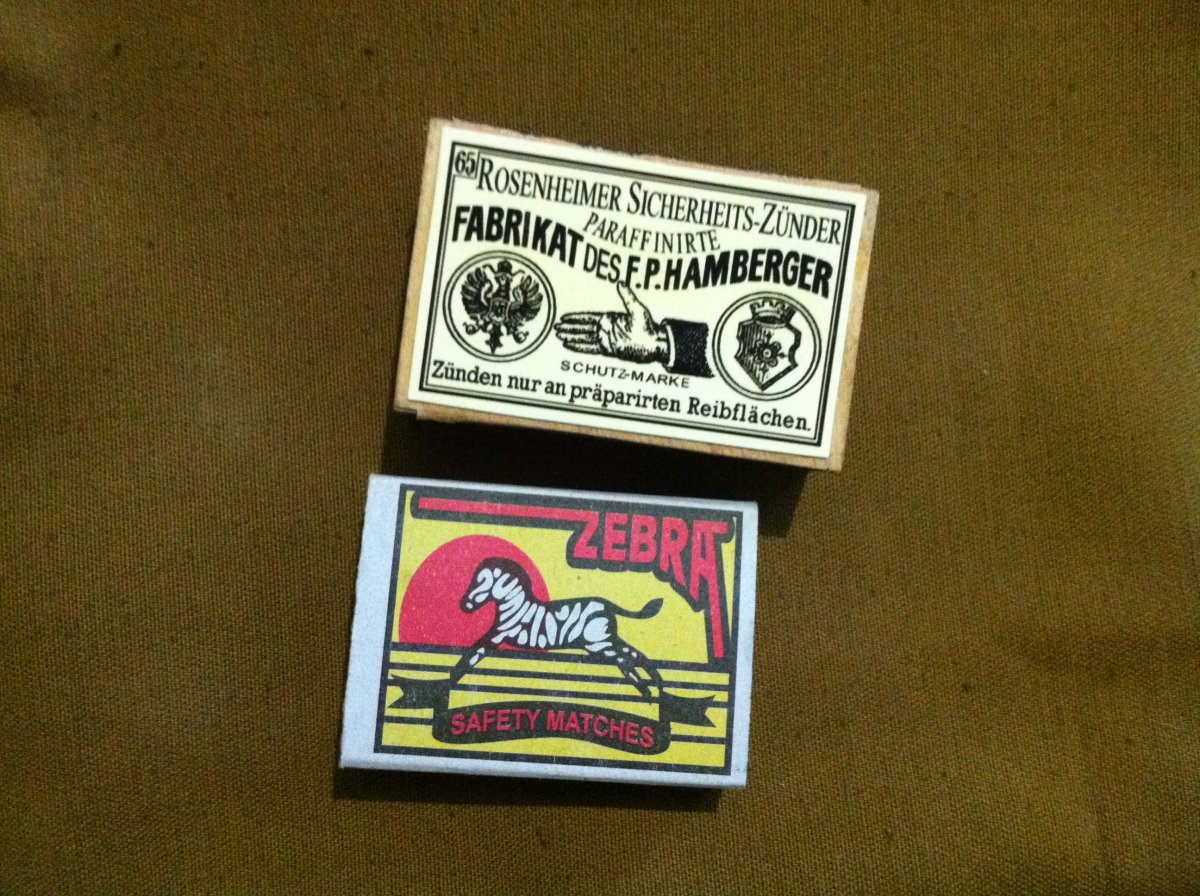 65 ROSENHEIMER SICHERHEITS-ZÜNDER
PARAFFINIRTE
FABRIKAT DES F.P. HAMBERGER
SCHUTZ-MARKE
Zünden nur an präparirten Reibflächen.
ZEBRA
SAFETY MATCHES